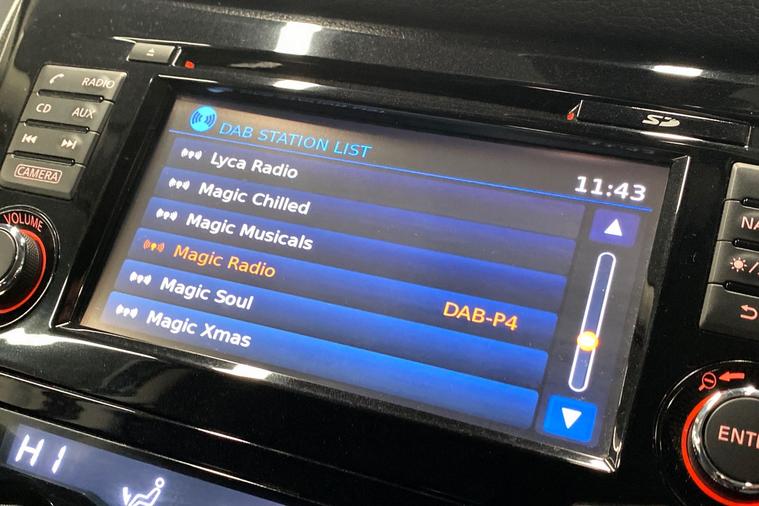 RADIO
CD AUX
CAMERA
VOLUME
SD
DAB STATION LIST
11:43
Lyca Radio
Magic Chilled
Magic Musicals
Magic Radio DAB-P4
Magic Soul
Magic Xmas
HI